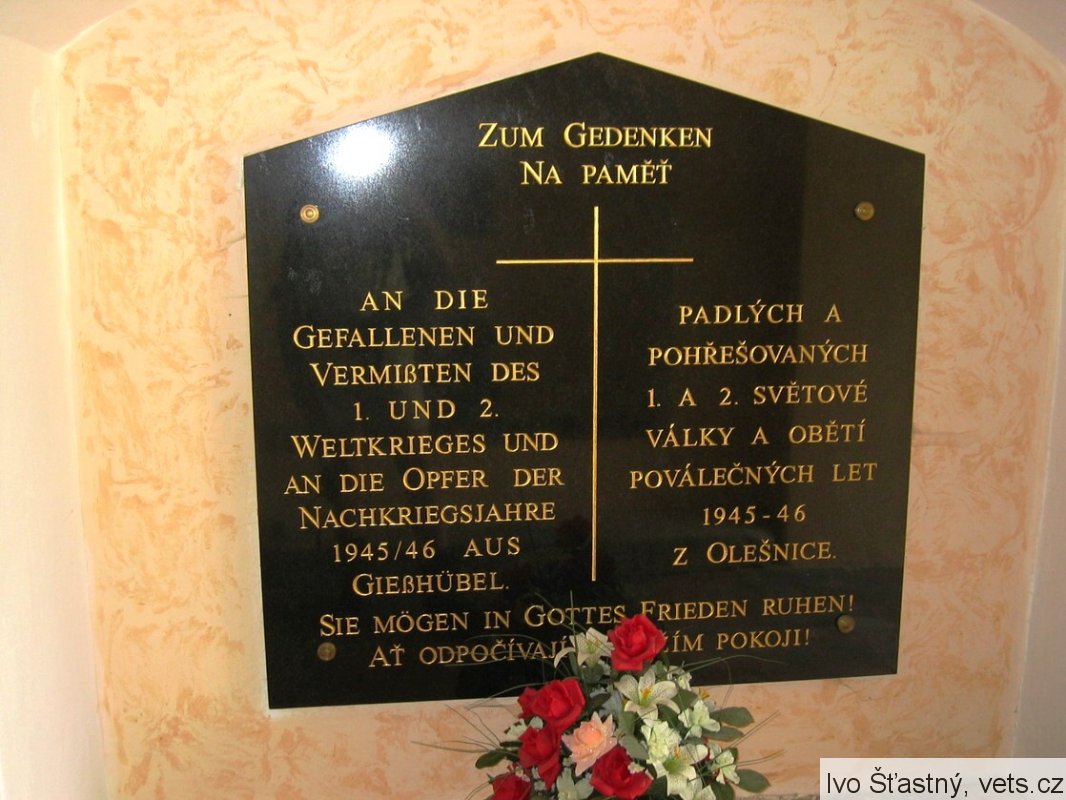 ZUM GEDENKEN
NA PAMĚŤ
AN DIE
GEFALLENEN UND
VERMIßTEN DES
1. UND 2.
WELTKRIEGES UND
AN DIE OPFER DER
NACHKRIEGSJAHRE
1945/46 AUS
GIEßHÜBEL.
PADLÝCH A
POHŘEŠOVANÝCH
1. A 2. SVĚTOVÉ
VÁLKY A OBĚTÍ
POVÁLEČNÝCH LET
1945-46
Z OLEŠNICE.
SIE MÖGEN IN GOTTES FRIEDEN RUHEN!
AŤ ODPOČÍVAJÍ POKOJI!
Ivo Šťastný, vets.cz